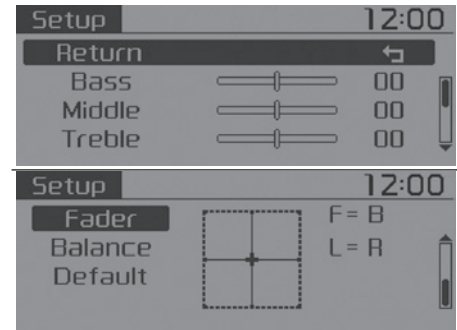 Setup 12:00
Return
Bass 00
Middle 00
Treble 00
Setup 12:00
Fader F = B
Balance L = R
Default